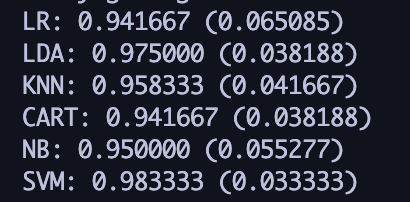 LR: 0.941667 (0.065085)
LDA: 0.975000 (0.038188)
KNN: 0.958333 (0.041667)
CART: 0.941667 (0.038188)
NB: 0.950000 (0.055277)
SVM: 0.983333 (0.033333)